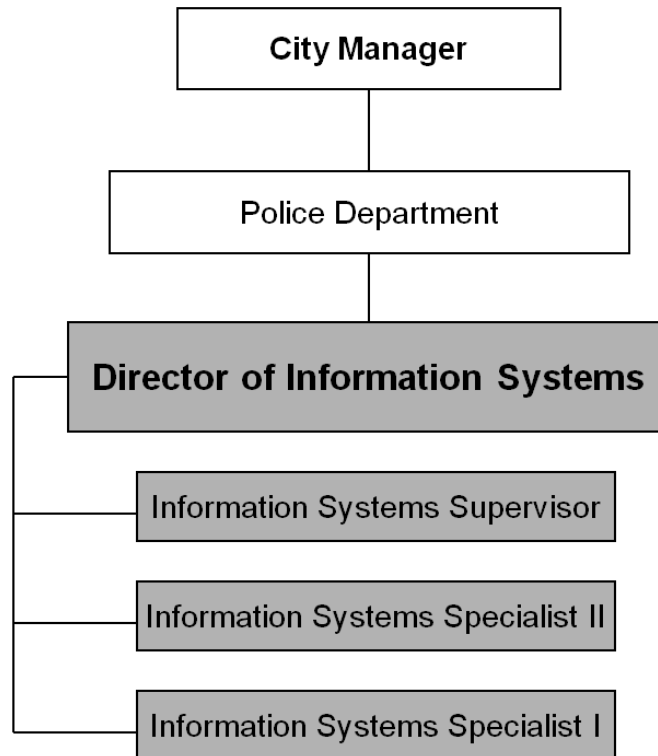 City Manager
Police Department
Director of Information Systems
Information Systems Supervisor
Information Systems Specialist II
Information Systems Specialist I